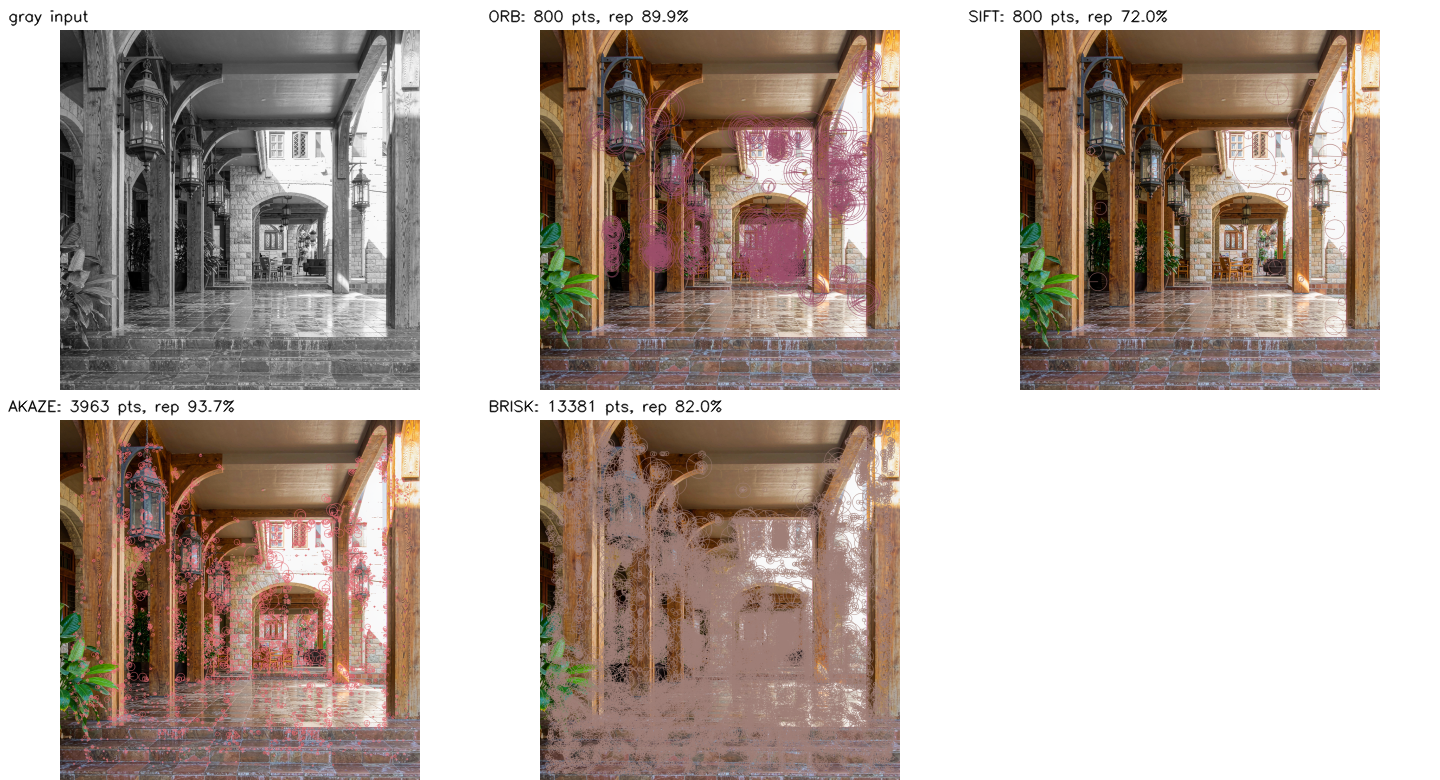 gray input
ORB: 800 pts, rep 89.9%
SIFT: 800 pts, rep 72.0%
AKAZE: 3963 pts, rep 93.7%
BRISK: 13381 pts, rep 82.0%